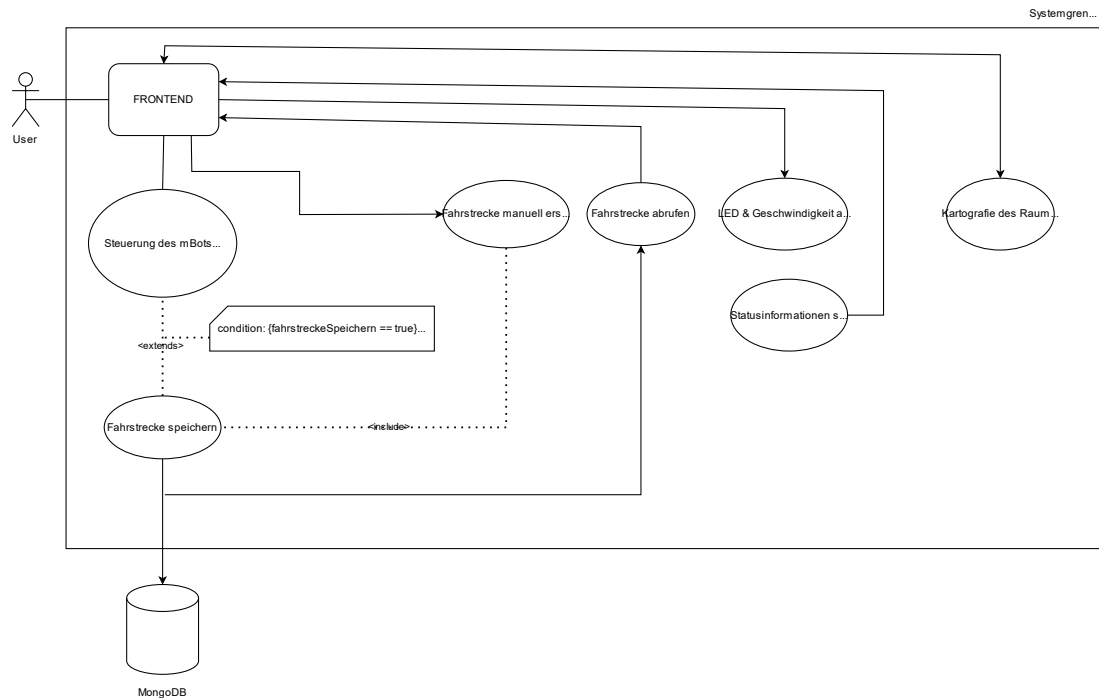 Systemgren...
FRONTEND
User
Steuerung des mBots...
Fahrstrecke manuell ers...
Fahrstrecke abrufen
LED & Geschwindigkeit a...
Kartografie des Raum...
Statusinformationen s...
condition: {fahrstreckeSpeichern == true}...
<extends>
Fahrstrecke speichern
<include>
MongoDB